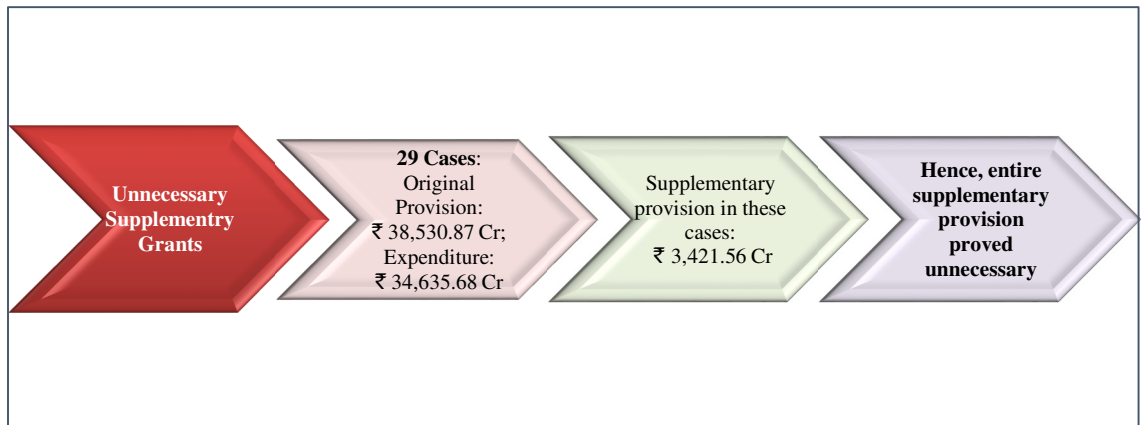 Unnecessary
Supplementry
Grants
29 Cases:
Original
Provision:
₹ 38,530.87 Cr;
Expenditure:
₹ 34,635.68 Cr
Supplementary
provision in these
cases:
₹ 3,421.56 Cr
Hence, entire
supplementary
provision
proved
unnecessary